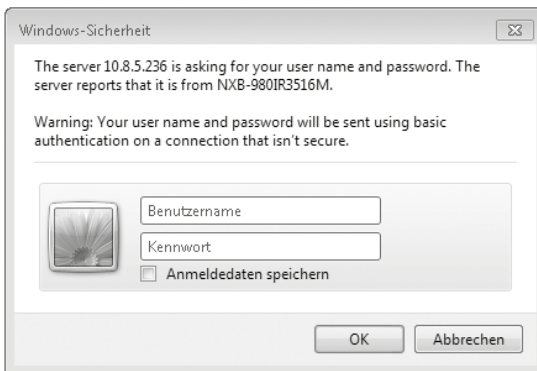 Windows-Sicherheit
The server 10.8.5.236 is asking for your user name and password. The
server reports that it is from NXB-980IR3516M.
Warning: Your user name and password will be sent using basic
authentication on a connection that isn't secure.
Benutzername
Kennwort
Anmeldedaten speichern
OK
Abbrechen